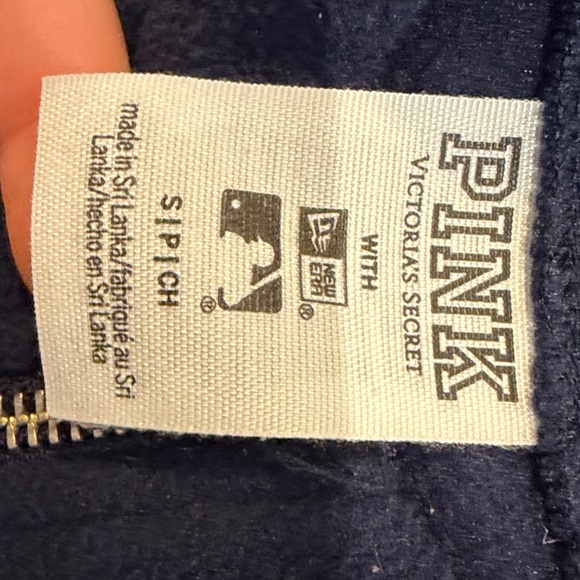 PINK
VICTORIA'S SECRET
WITH
NEW
ERA
®
®
S|P|CH
made in Sri Lanka/fabriqué au Sri
Lanka/hecho en Sri Lanka